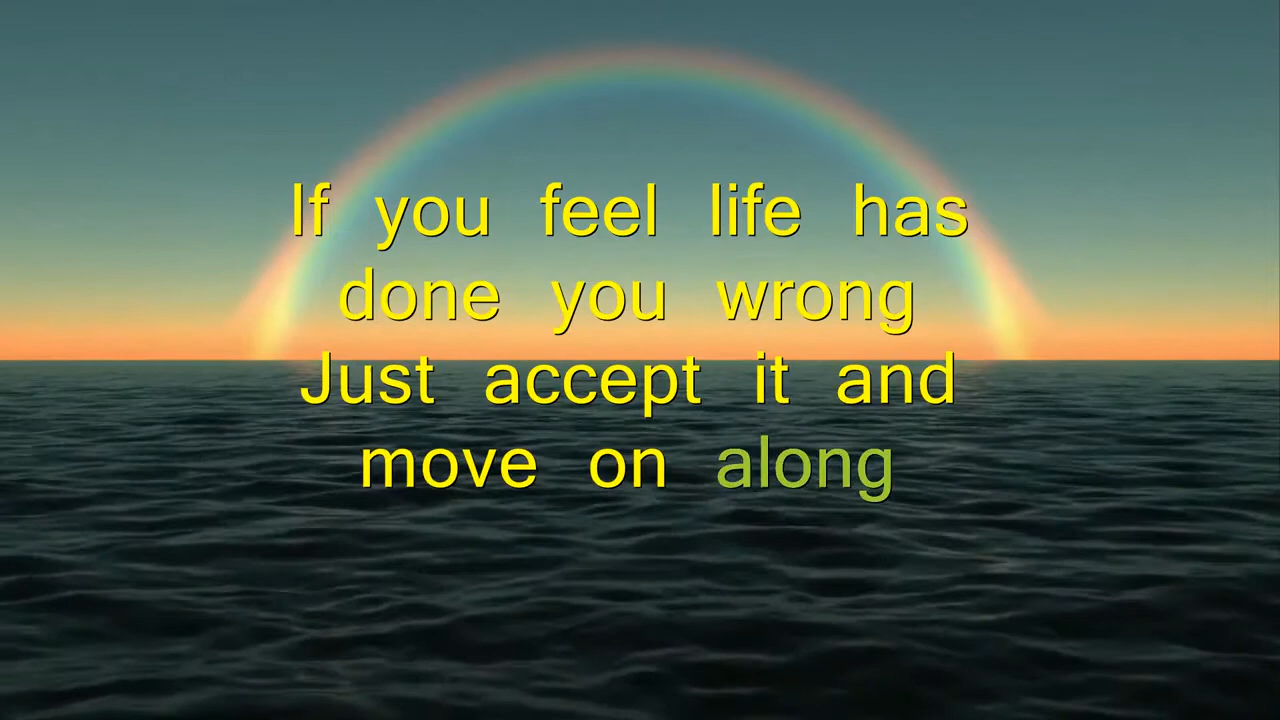 If you feel life has
done you wrong
Just accept it and
move on along